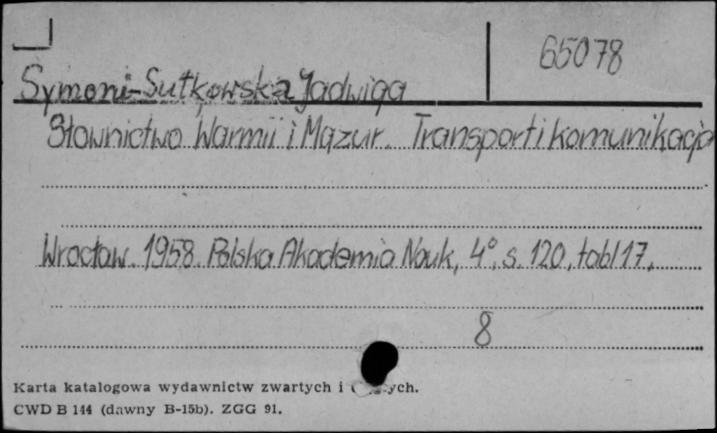 65078
Symoni-Sutkowska Jadwiga
Słownictwo Warmii i Mazur. Transport i komunikacja
Wrocław. 1958. Polska Akademia Nauk, 4°, s. 120, tabl 17.
8
Karta katalogowa wydawnictw zwartych i
CWD B 144 (dawny B-15b). ZGG 91.